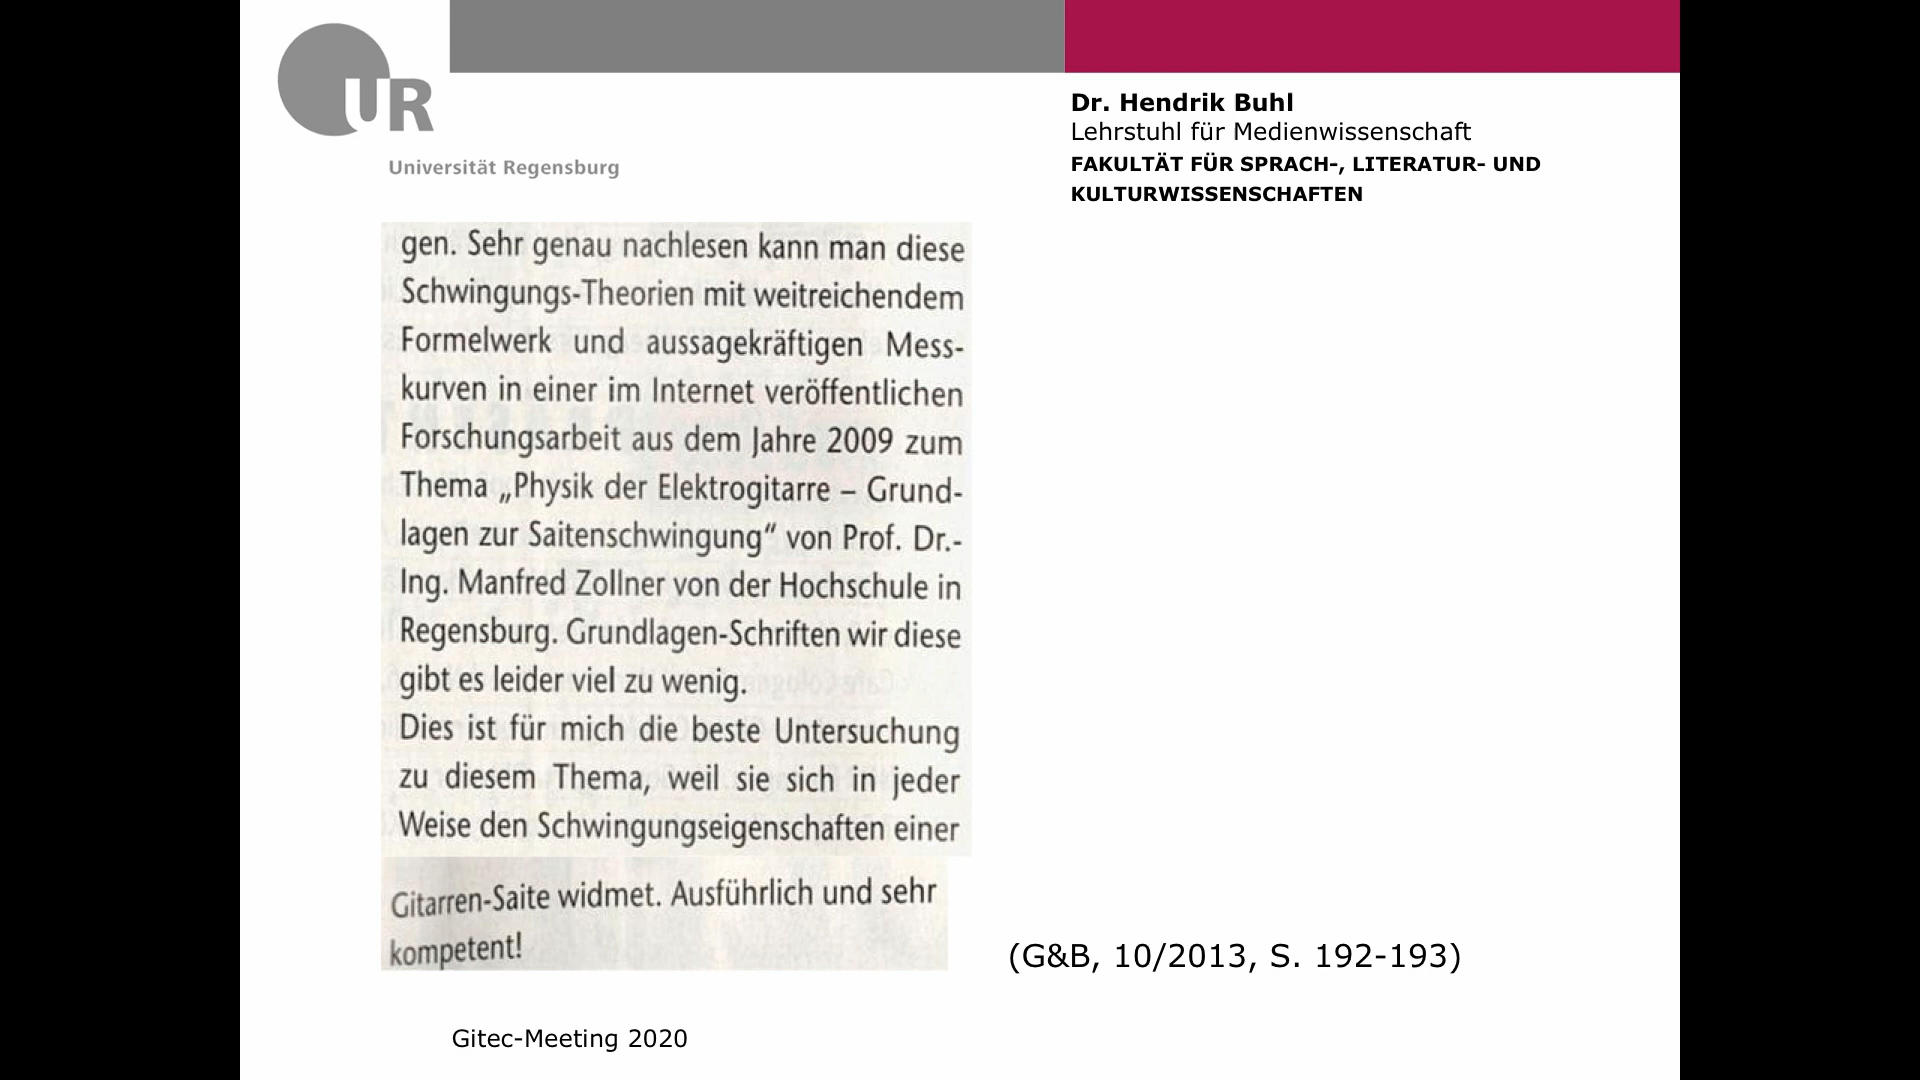 UR
Universität Regensburg
Dr. Hendrik Buhl
Lehrstuhl für Medienwissenschaft
FAKULTÄT FÜR SPRACH-, LITERATUR- UND
KULTURWISSENSCHAFTEN
gen. Sehr genau nachlesen kann man diese
Schwingungs-Theorien mit weitreichendem
Formelwerk und aussagekräftigen Mess-
kurven in einer im Internet veröffentlichen
Forschungsarbeit aus dem Jahre 2009 zum
Thema „Physik der Elektrogitarre – Grund-
lagen zur Saitenschwingung“ von Prof. Dr.-
Ing. Manfred Zollner von der Hochschule in
Regensburg. Grundlagen-Schriften wir diese
gibt es leider viel zu wenig.
Dies ist für mich die beste Untersuchung
zu diesem Thema, weil sie sich in jeder
Weise den Schwingungseigenschaften einer
Gitarren-Saite widmet. Ausführlich und sehr
kompetent!
(G&B, 10/2013, S. 192-193)
Gitec-Meeting 2020